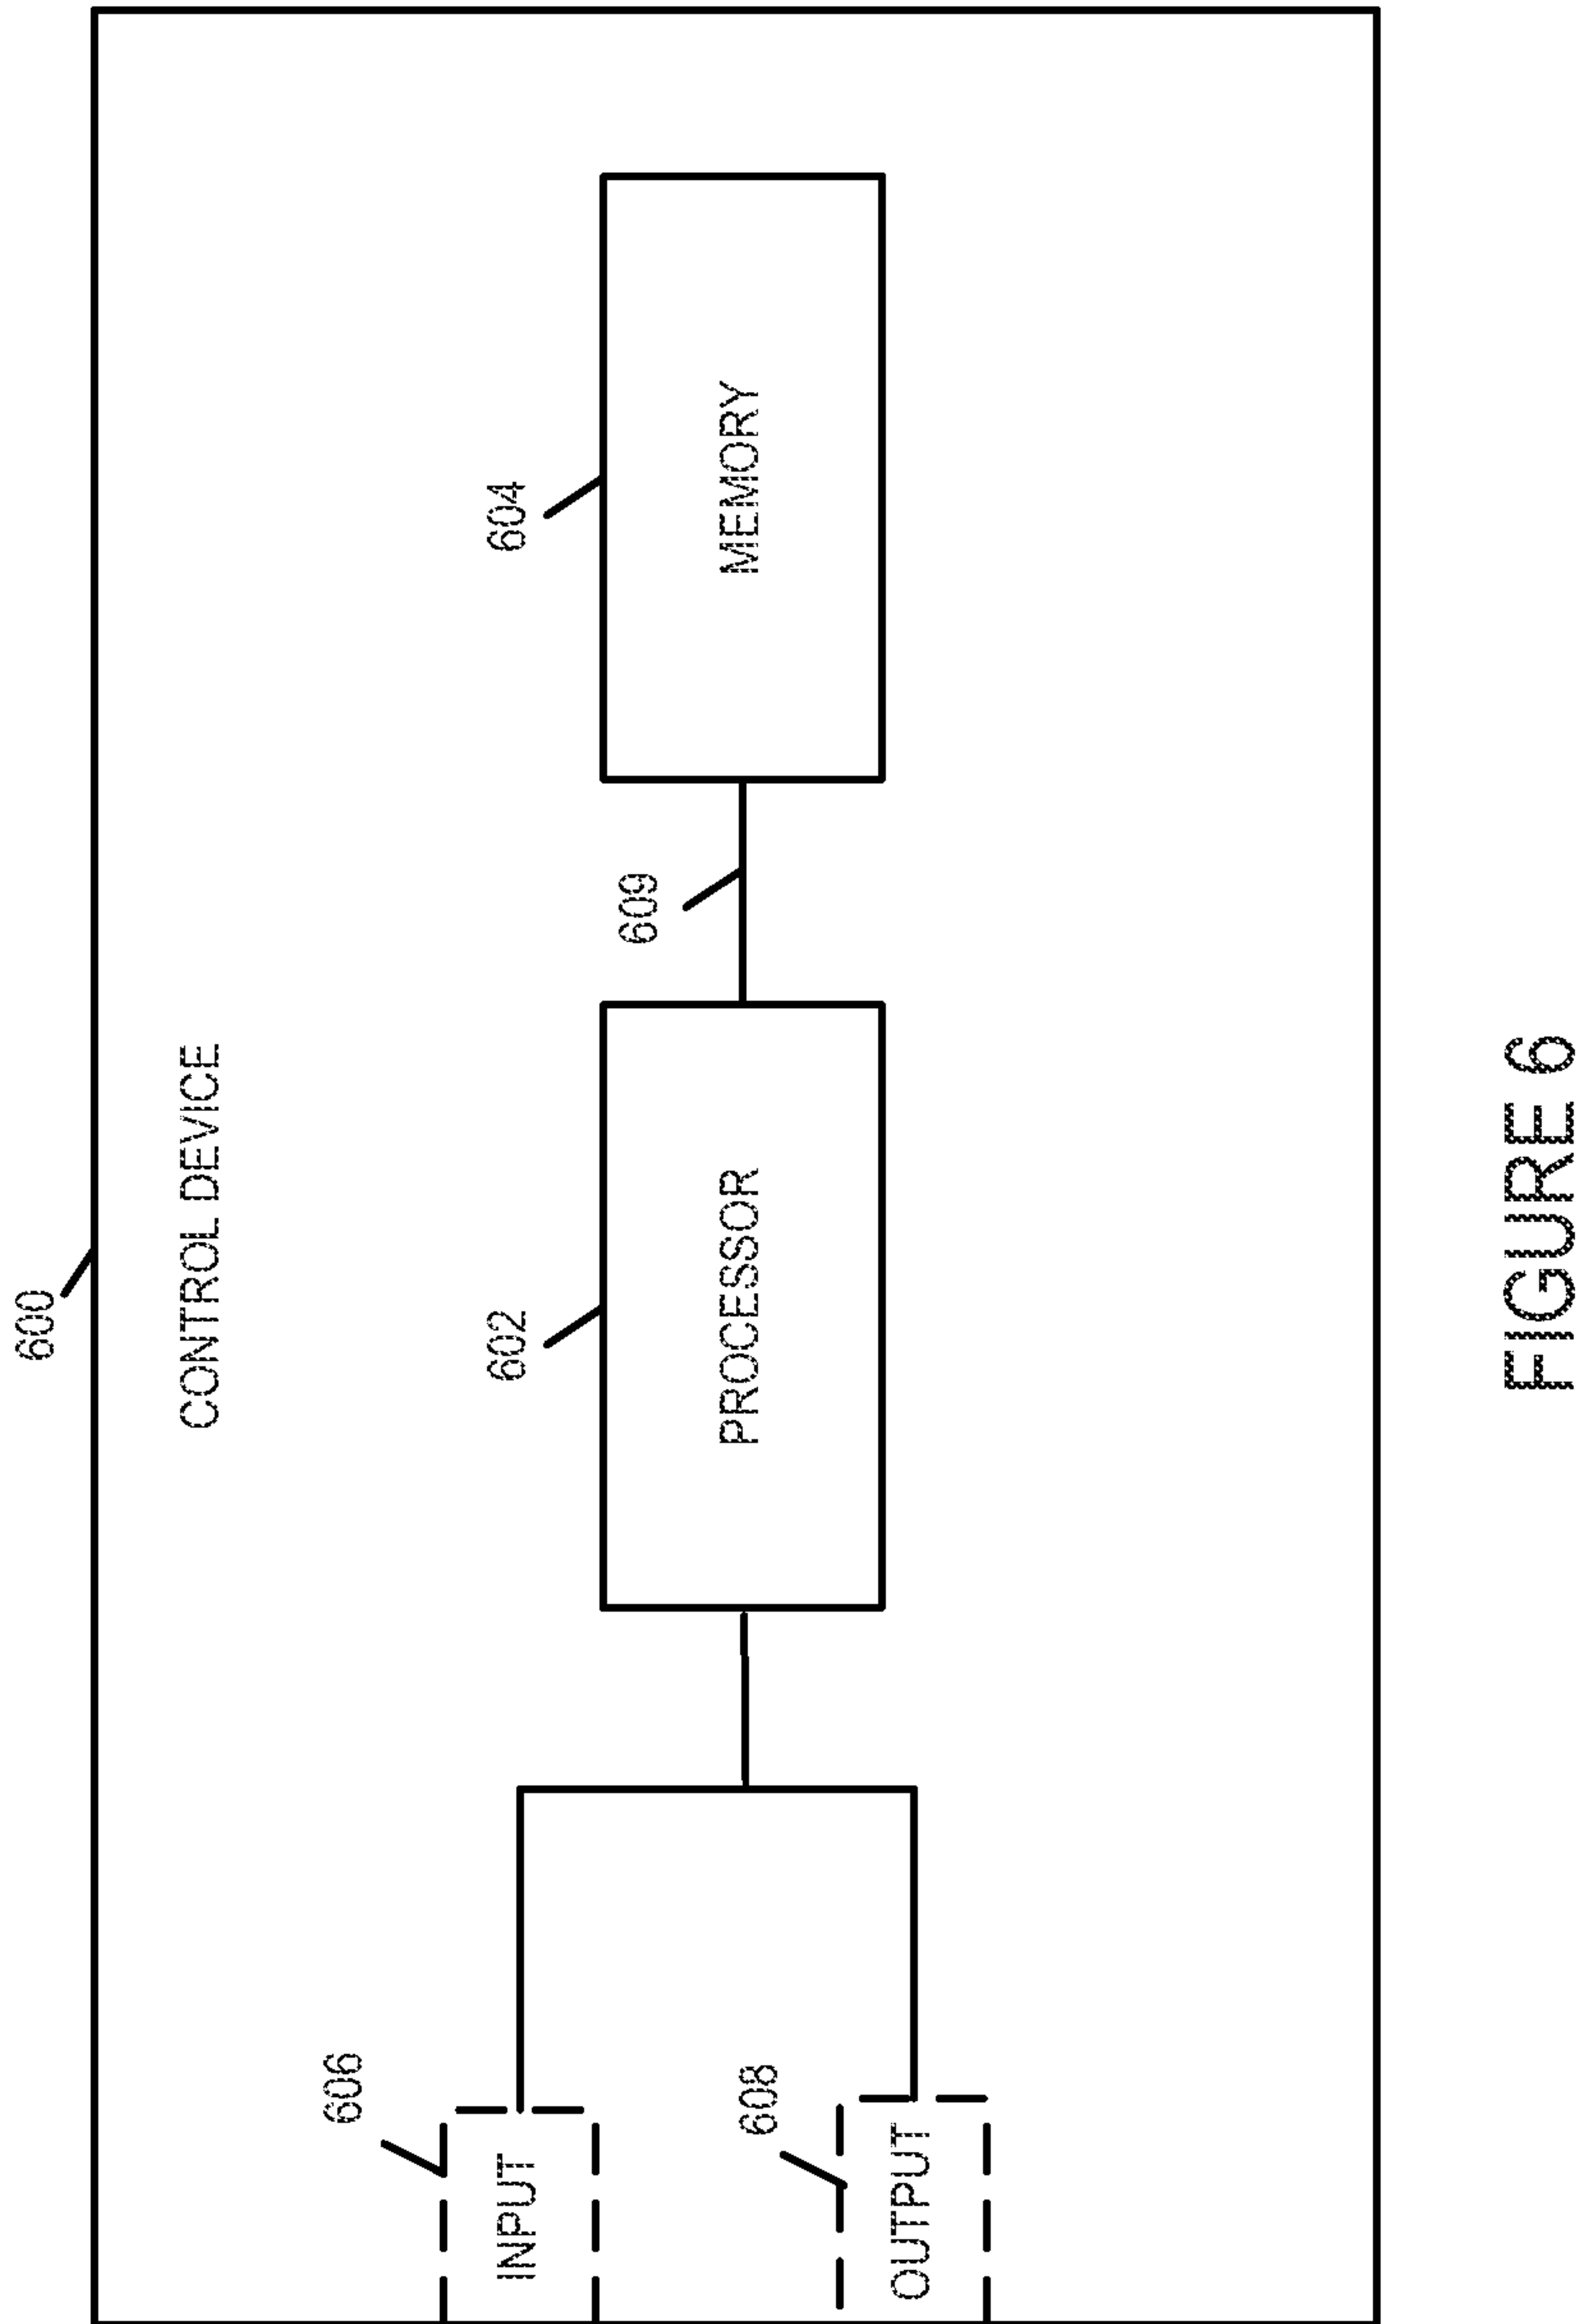 600
CONTROL DEVICE
606
INPUT
602
PROCESSOR
609
604
MEMORY
608
OUTPUT
FIGURE 6